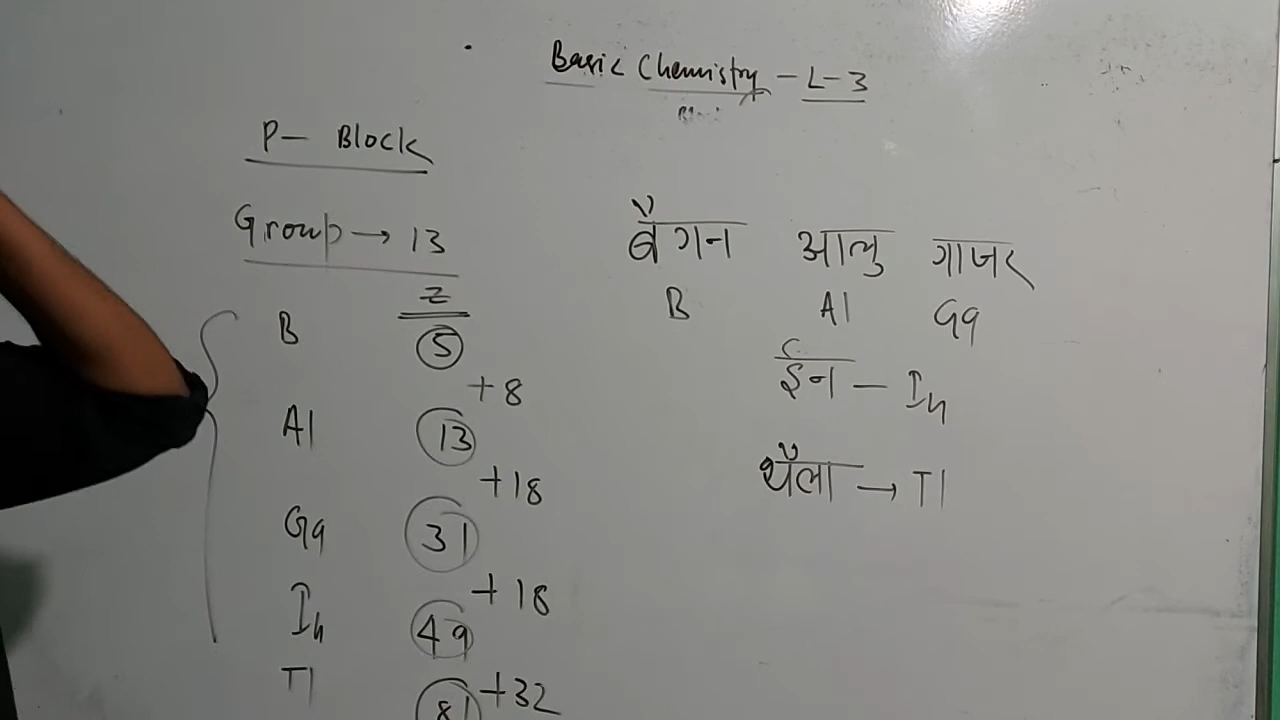 Basic Chemistry - L-3
P- Block
Group → 13
Z
B 5
+8
Al 13
+18
Ga 31
+18
In 49
Tl 81 +32
बैगन आलु गाजर
B Al Ga
ईन - In
थैला → Tl